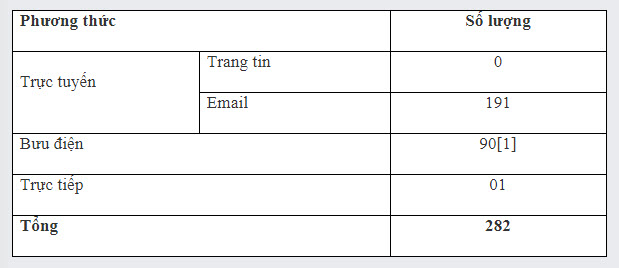 Phương thức Số lượng
Trực tuyến
Trang tin 0
Email 191
Bưu điện 90[1]
Trực tiếp 01
Tổng 282